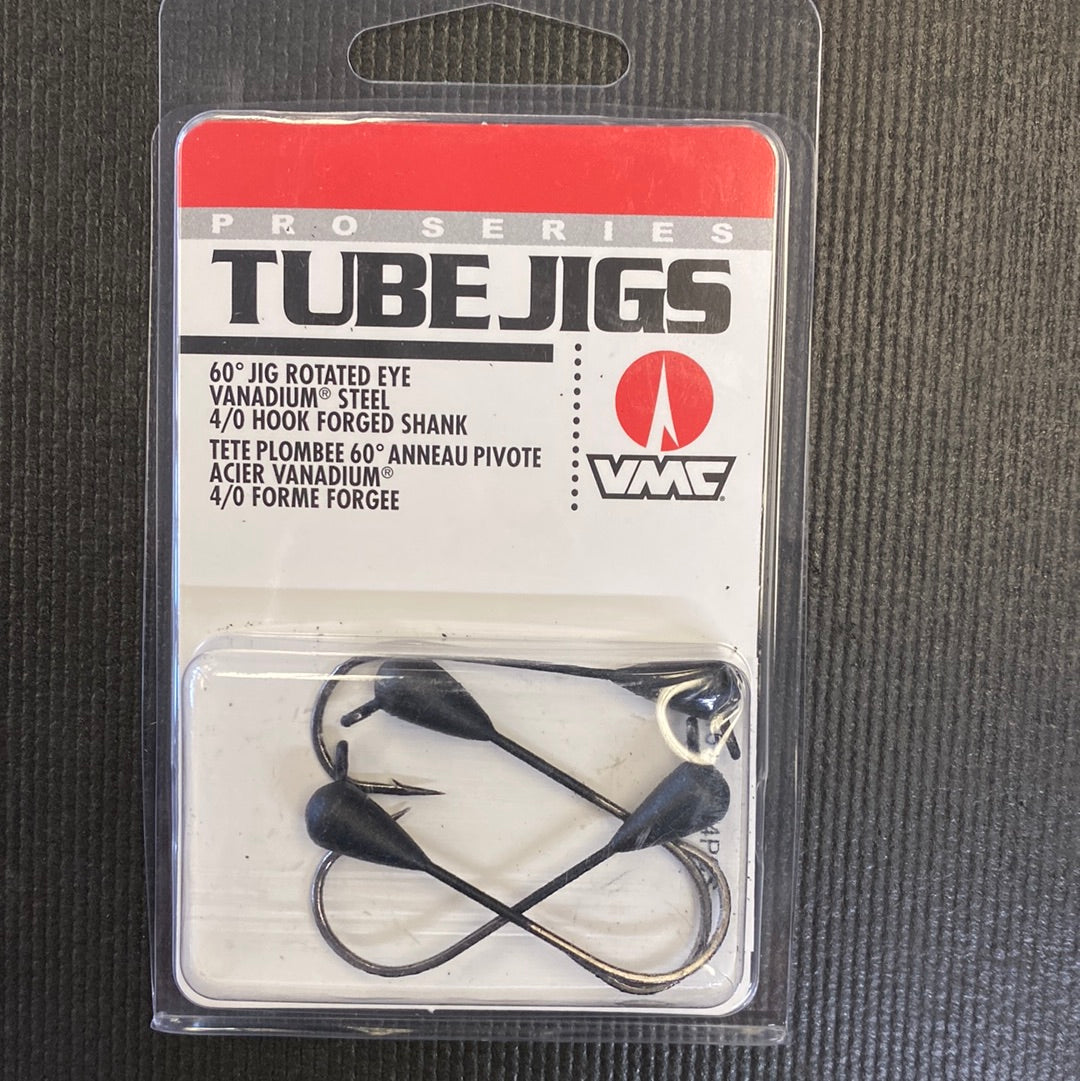 PRO SERIES
TUBE JIGS
60° JIG ROTATED EYE
VANADIUM® STEEL
4/0 HOOK FORGED SHANK
TETE PLOMBEE 60° ANNEAU PIVOTE
ACIER VANADIUM®
4/0 FORME FORGEE
VMC®